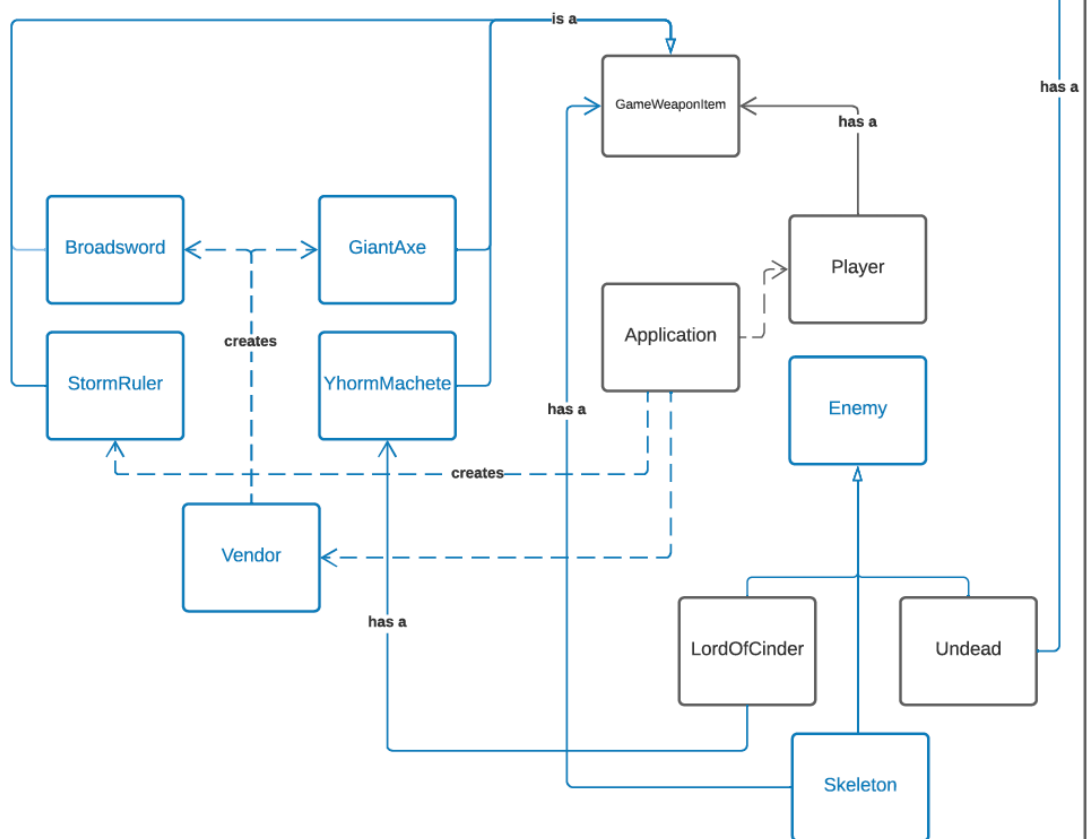 is a
GameWeaponItem
has a
has a
Broadsword
GiantAxe
Player
Application
creates
StormRuler
YhormMachete
has a
Enemy
creates
Vendor
has a
LordOfCinder
Undead
Skeleton